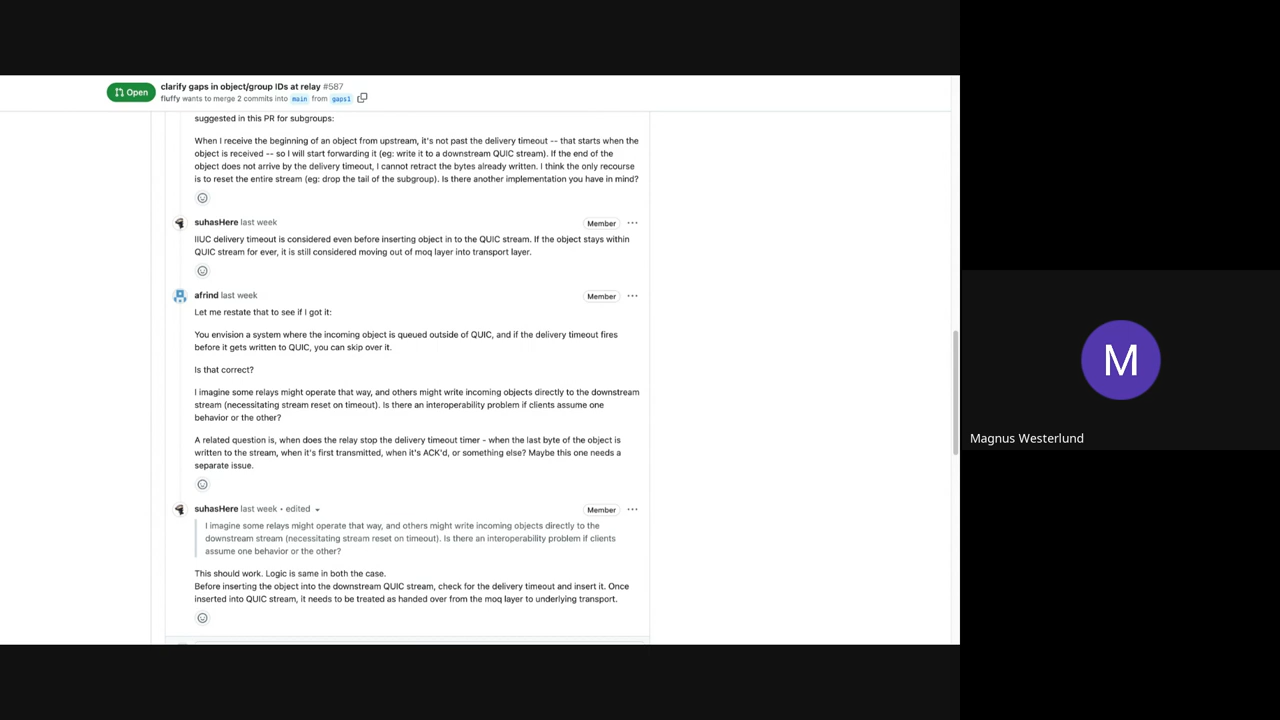 Open
clarify gaps in object/group IDs at relay #587
fluffy wants to merge 2 commits into main from gaps1
suggested in this PR for subgroups:
When I receive the beginning of an object from upstream, it's not past the delivery timeout -- that starts when the
object is received -- so I will start forwarding it (eg: write it to a downstream QUIC stream). If the end of the
object does not arrive by the delivery timeout, I cannot retract the bytes already written. I think the only recourse
is to reset the entire stream (eg: drop the tail of the subgroup). Is there another implementation you have in mind?
suhasHere last week
Member
IIUC delivery timeout is considered even before inserting object in to the QUIC stream. If the object stays within
QUIC stream for ever, it is still considered moving out of moq layer into transport layer.
afrind last week
Member
Let me restate that to see if I got it:
You envision a system where the incoming object is queued outside of QUIC, and if the delivery timeout fires
before it gets written to QUIC, you can skip over it.
Is that correct?
I imagine some relays might operate that way, and others might write incoming objects directly to the downstream
stream (necessitating stream reset on timeout). Is there an interoperability problem if clients assume one
behavior or the other?
A related question is, when does the relay stop the delivery timeout timer - when the last byte of the object is
written to the stream, when it's first transmitted, when it's ACK'd, or something else? Maybe this one needs a
separate issue.
suhasHere last week • edited
Member
I imagine some relays might operate that way, and others might write incoming objects directly to the
downstream stream (necessitating stream reset on timeout). Is there an interoperability problem if clients
assume one behavior or the other?
This should work. Logic is same in both the case.
Before inserting the object into the downstream QUIC stream, check for the delivery timeout and insert it. Once
inserted into QUIC stream, it needs to be treated as handed over from the moq layer to underlying transport.
M
Magnus Westerlund